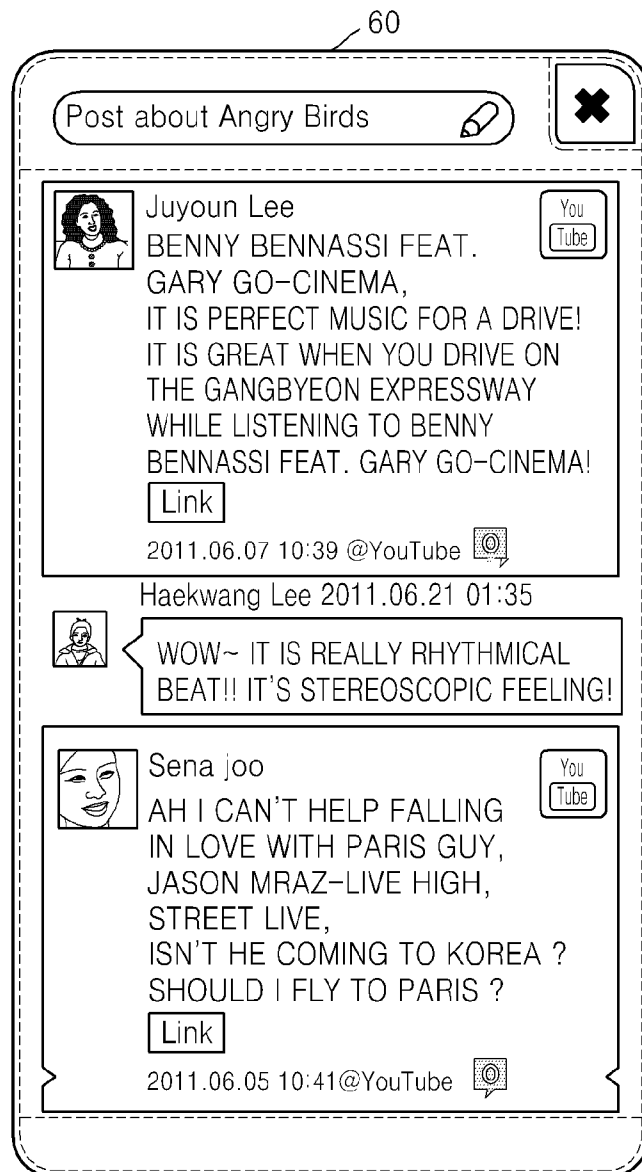 60
Post about Angry Birds
Juyoun Lee
You
Tube
BENNY BENNASSI FEAT.
GARY GO-CINEMA,
IT IS PERFECT MUSIC FOR A DRIVE!
IT IS GREAT WHEN YOU DRIVE ON
THE GANGBYEON EXPRESSWAY
WHILE LISTENING TO BENNY
BENNASSI FEAT. GARY GO-CINEMA!
Link
2011.06.07 10:39 @YouTube 0
Haekwang Lee 2011.06.21 01:35
WOW~ IT IS REALLY RHYTHMICAL
BEAT!! IT'S STEREOSCOPIC FEELING!
Sena joo
You
Tube
AH I CAN'T HELP FALLING
IN LOVE WITH PARIS GUY,
JASON MRAZ-LIVE HIGH,
STREET LIVE,
ISN'T HE COMING TO KOREA ?
SHOULD I FLY TO PARIS ?
Link
2011.06.05 10:41@YouTube 0